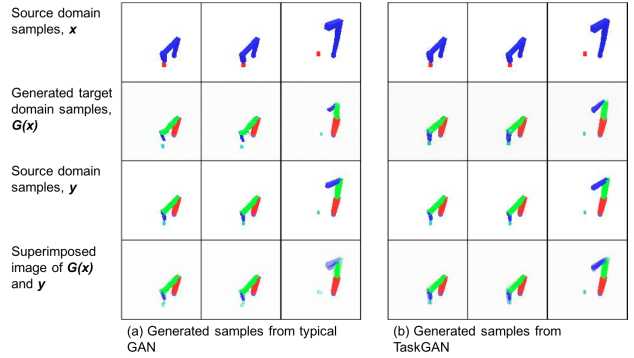 Source domain
samples, x
Generated target
domain samples,
G(x)
Source domain
samples, y
Superimposed
image of G(x)
and y
(a) Generated samples from typical
GAN
(b) Generated samples from
TaskGAN